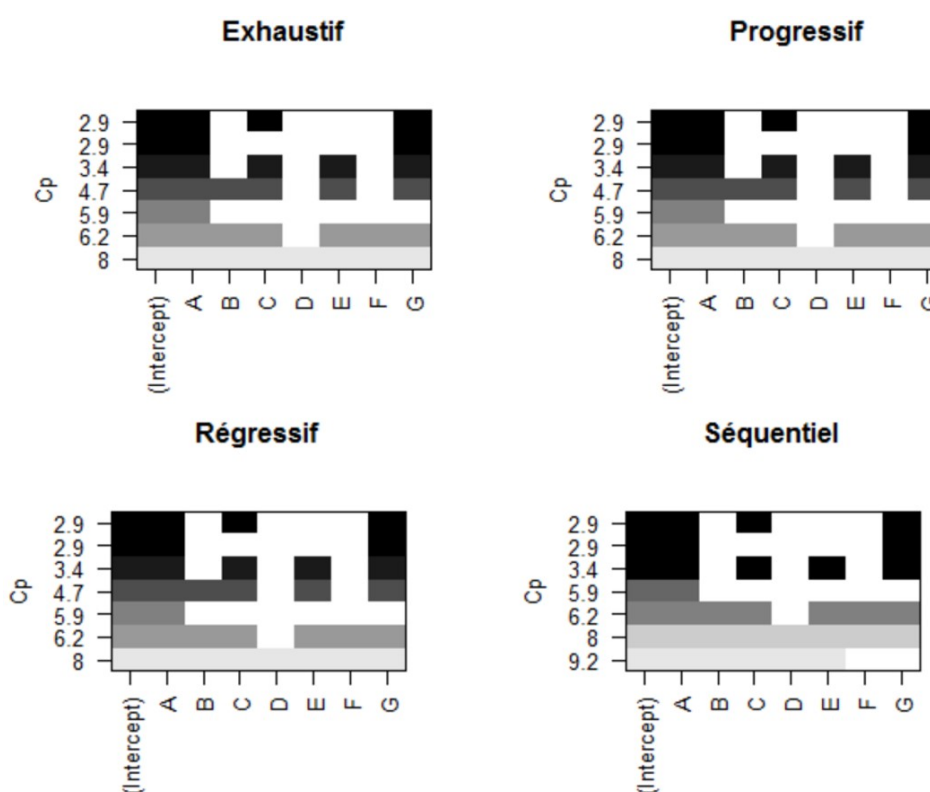 Exhaustif
Cp
2.9
2.9
3.4
4.7
5.9
6.2
8
(Intercept) A B C D E F G
Progressif
Cp
2.9
2.9
3.4
4.7
5.9
6.2
8
(Intercept) A B C D E F G
Régressif
Cp
2.9
2.9
3.4
4.7
5.9
6.2
8
(Intercept) A B C D E F G
Séquentiel
Cp
2.9
2.9
3.4
5.9
6.2
8
9.2
(Intercept) A B C D E F G